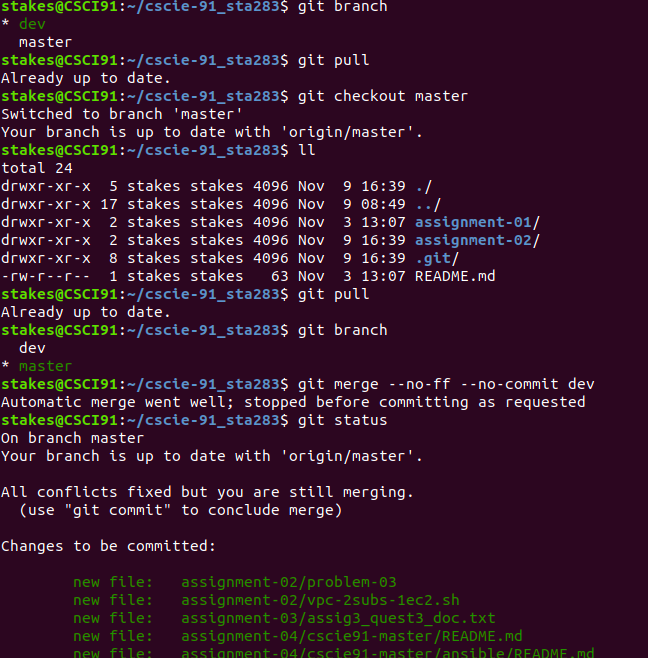 stakes@CSCI91:~/cscie-91_sta283$ git branch
* dev
  master
stakes@CSCI91:~/cscie-91_sta283$ git pull
Already up to date.
stakes@CSCI91:~/cscie-91_sta283$ git checkout master
Switched to branch 'master'
Your branch is up to date with 'origin/master'.
stakes@CSCI91:~/cscie-91_sta283$ ll
total 24
drwxr-xr-x  5 stakes stakes 4096 Nov  9 16:39 ./
drwxr-xr-x 17 stakes stakes 4096 Nov  9 08:49 ../
drwxr-xr-x  2 stakes stakes 4096 Nov  3 13:07 assignment-01/
drwxr-xr-x  2 stakes stakes 4096 Nov  9 16:39 assignment-02/
drwxr-xr-x  8 stakes stakes 4096 Nov  9 16:39 .git/
-rw-r--r--  1 stakes stakes   63 Nov  3 13:07 README.md
stakes@CSCI91:~/cscie-91_sta283$ git pull
Already up to date.
stakes@CSCI91:~/cscie-91_sta283$ git branch
  dev
* master
stakes@CSCI91:~/cscie-91_sta283$ git merge --no-ff --no-commit dev
Automatic merge went well; stopped before committing as requested
stakes@CSCI91:~/cscie-91_sta283$ git status
On branch master
Your branch is up to date with 'origin/master'.

All conflicts fixed but you are still merging.
  (use "git commit" to conclude merge)

Changes to be committed:

        new file:   assignment-02/problem-03
        new file:   assignment-02/vpc-2subs-1ec2.sh
        new file:   assignment-03/assig3_quest3_doc.txt
        new file:   assignment-04/cscie91-master/README.md
        new file:   assignment-04/cscie91-master/ansible/README.md